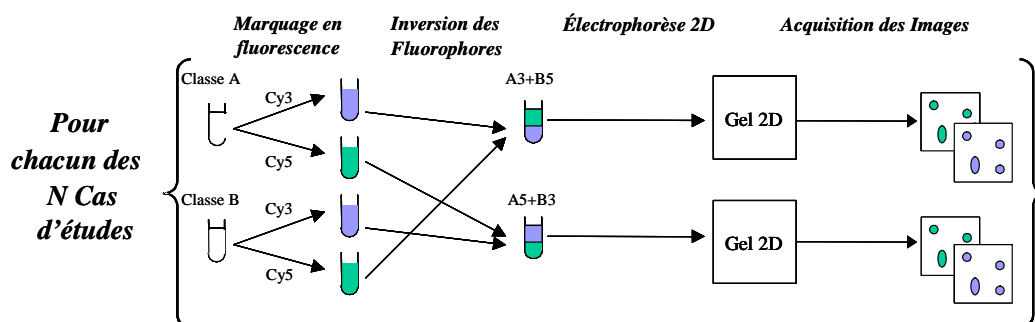 Marquage en
fluorescence
Inversion des
Fluorophores
Électrophorèse 2D
Acquisition des Images
Pour
chacun des
N Cas
d'études
Classe A
Cy3
Cy5
A3+B5
Gel 2D
Classe B
Cy3
Cy5
A5+B3
Gel 2D